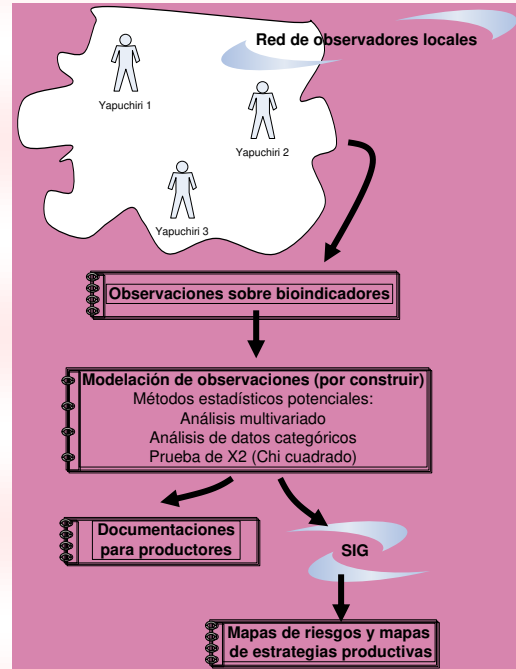 Red de observadores locales
Yapuchiri 1
Yapuchiri 2
Yapuchiri 3
Observaciones sobre bioindicadores
Modelación de observaciones (por construir)
Métodos estadísticos potenciales:
Análisis multivariado
Análisis de datos categóricos
Prueba de X2 (Chi cuadrado)
Documentaciones
para productores
SIG
Mapas de riesgos y mapas
de estrategias productivas